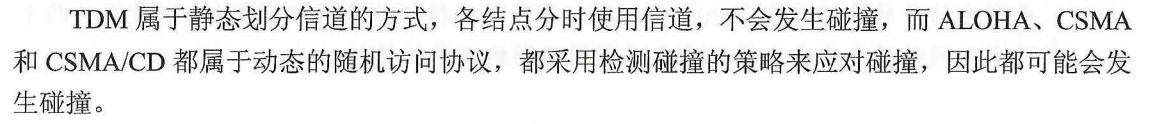 TDM 属于静态划分信道的方式，各结点分时使用信道，不会发生碰撞，而 ALOHA、CSMA
和 CSMA/CD 都属于动态的随机访问协议，都采用检测碰撞的策略来应对碰撞，因此都可能会发
生碰撞。